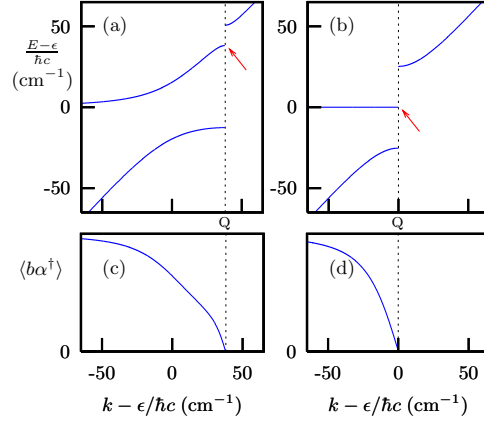 (a) (b)
50 50
E−ϵ
ħc
(cm⁻¹)
0 0
-50 -50
Q Q
⟨bα†⟩ (c) (d)
0 0
-50 0 50 -50 0 50
k − ϵ/ħc (cm⁻¹) k − ϵ/ħc (cm⁻¹)